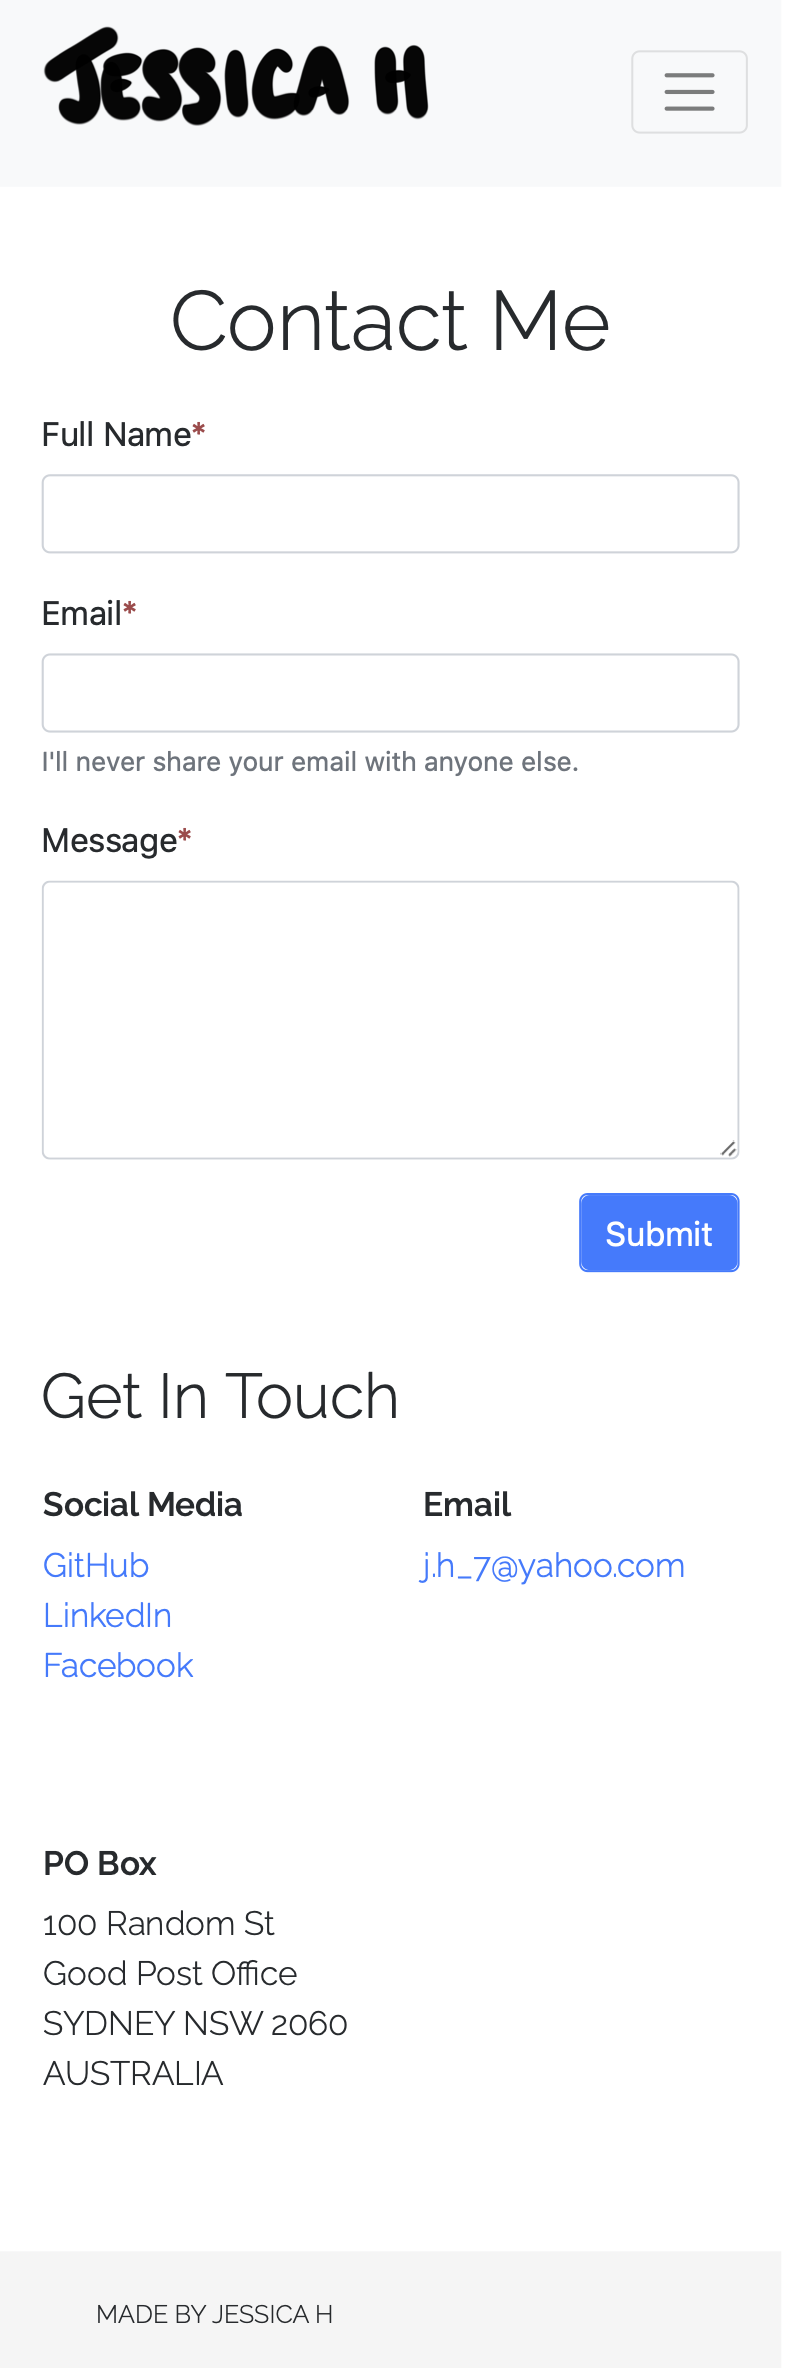 JESSICA H
Contact Me
Full Name*
Email*
I'll never share your email with anyone else.
Message*
Submit
Get In Touch
Social Media
GitHub
LinkedIn
Facebook
Email
j.h_7@yahoo.com
PO Box
100 Random St
Good Post Office
SYDNEY NSW 2060
AUSTRALIA
MADE BY JESSICA H